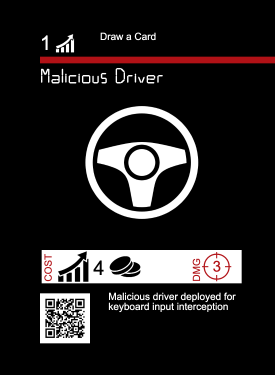 1 Draw a Card
Malicious Driver
COST 4 DMG 3
Malicious driver deployed for
keyboard input interception